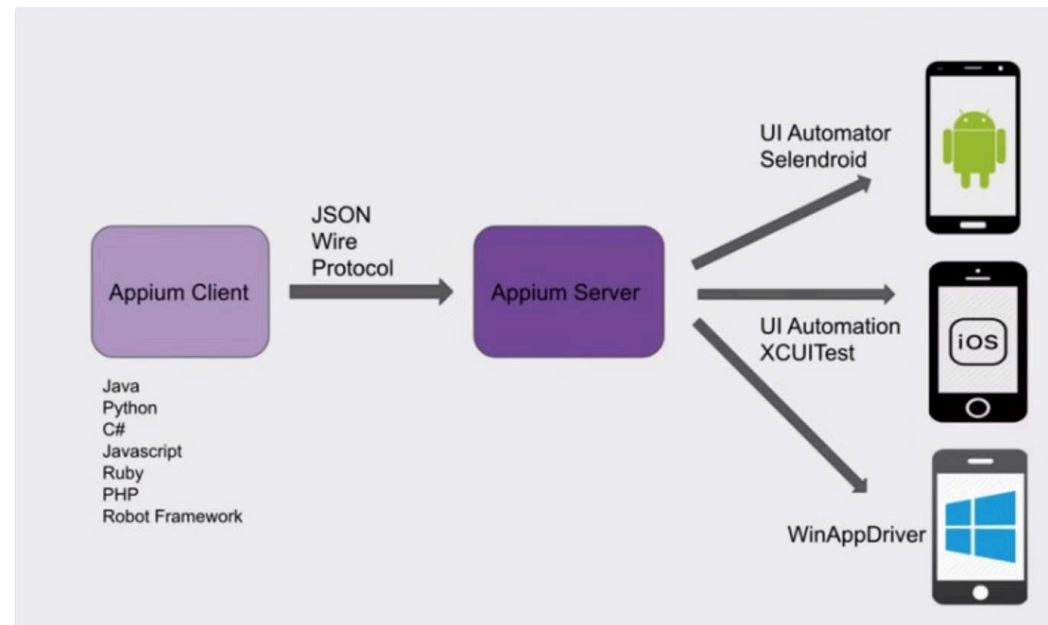 UI Automator
Selendroid
JSON
Wire
Protocol
Appium Client
Appium Server
UI Automation
XCUITest
iOS
Java
Python
C#
Javascript
Ruby
PHP
Robot Framework
WinAppDriver